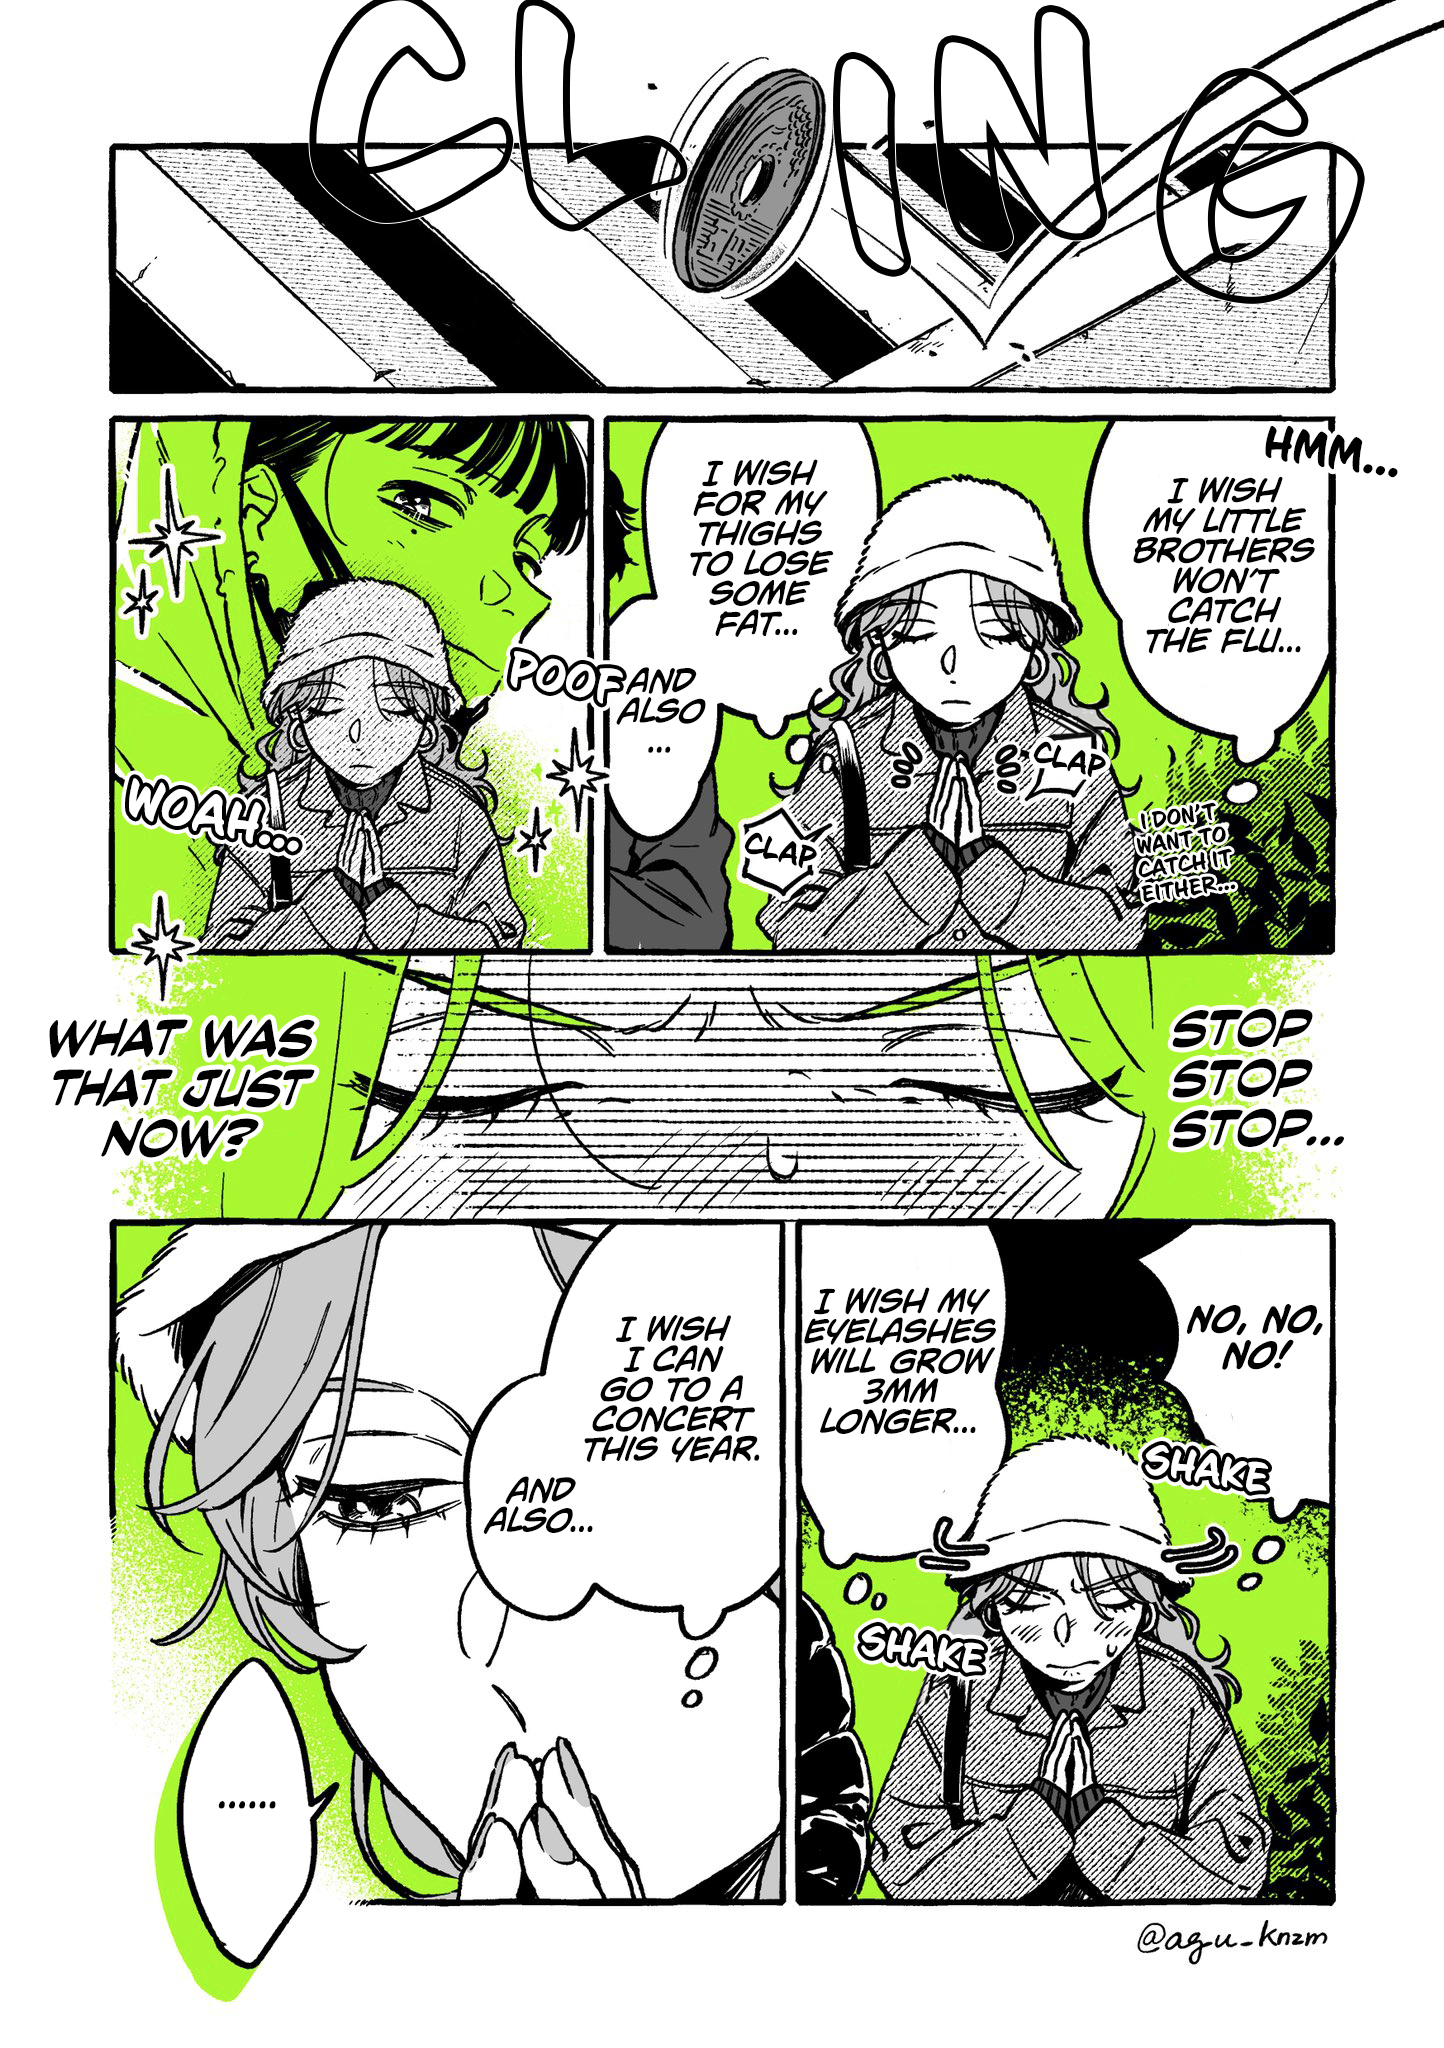 CLING
HMM...
I WISH
MY LITTLE
BROTHERS
WON'T
CATCH
THE FLU...
I DON'T
WANT TO
CATCH IT
EITHER...
CLAP
CLAP
I WISH
FOR MY
THIGHS
TO LOSE
SOME
FAT...
AND
ALSO
...
POOF
WOAH...
STOP
STOP
STOP...
WHAT WAS
THAT JUST
NOW?
NO, NO,
NO!
SHAKE
SHAKE
I WISH MY
EYELASHES
WILL GROW
3MM
LONGER...
I WISH
I CAN
GO TO A
CONCERT
THIS YEAR.
AND
ALSO...
......
@agu_knzm